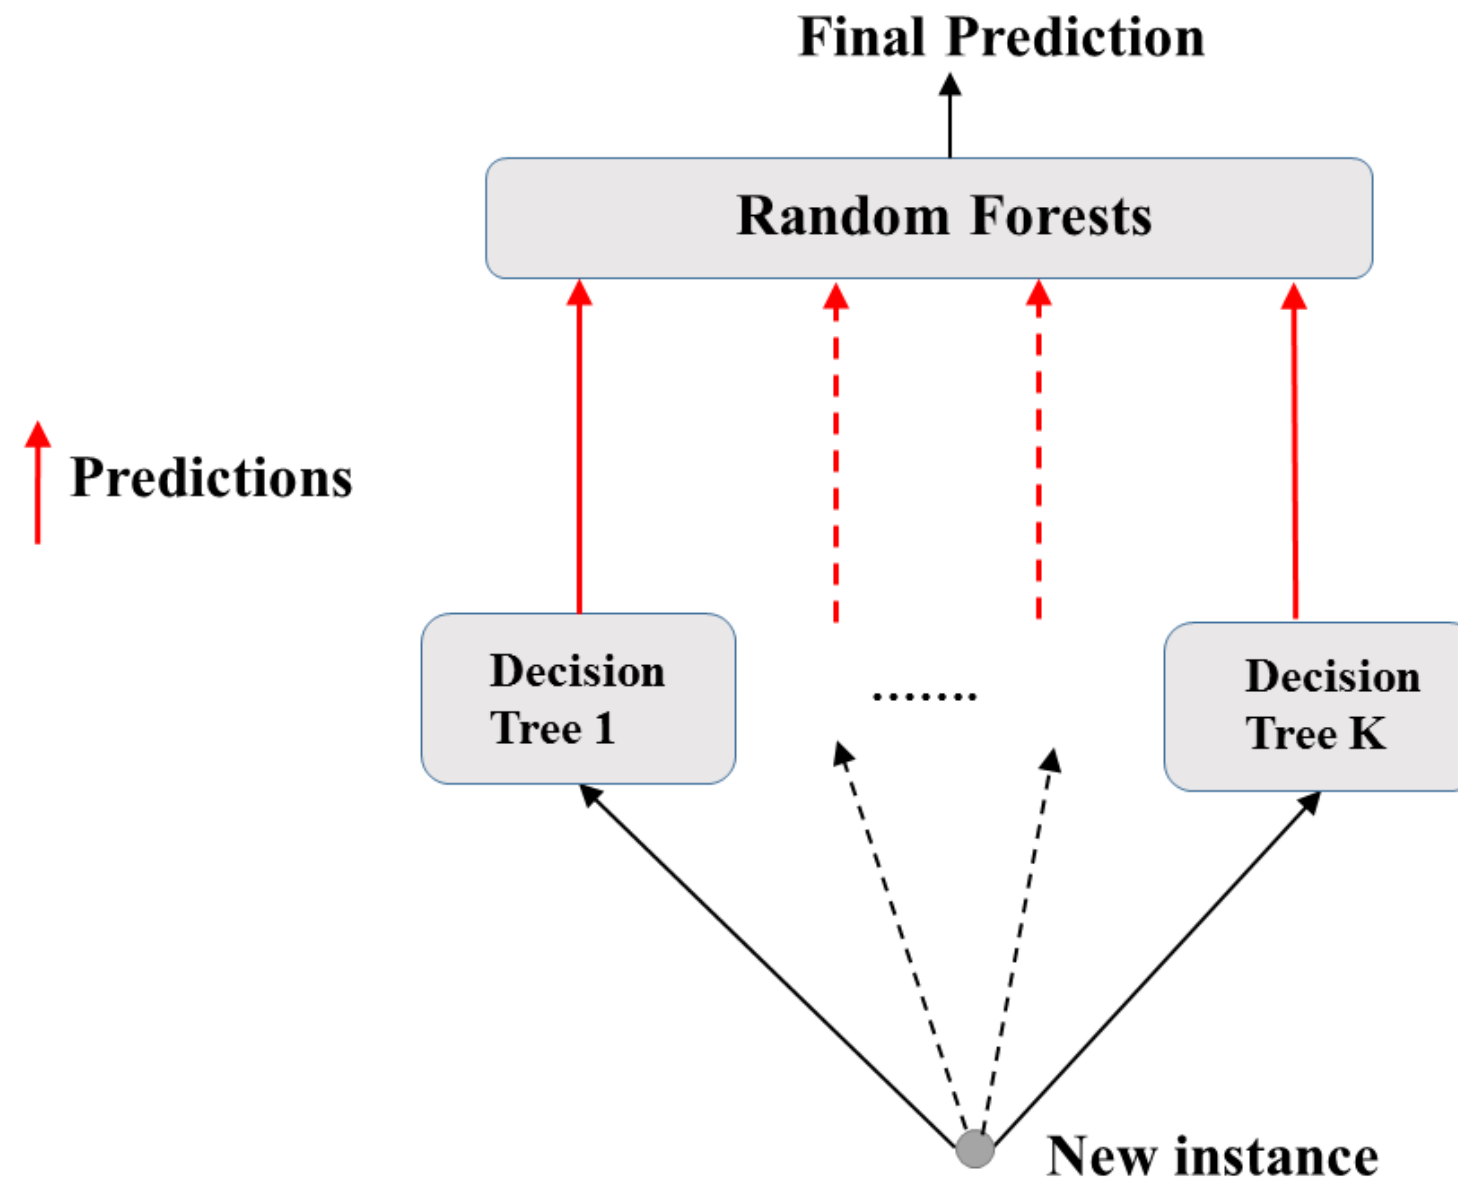 Final Prediction
Random Forests
Predictions
Decision
Tree 1
.......
Decision
Tree K
New instance